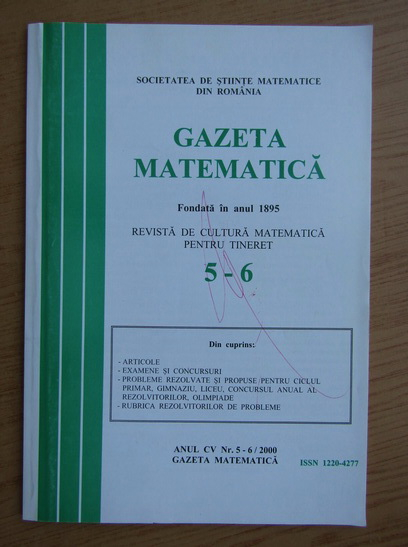 SOCIETATEA DE ȘTIINȚE MATEMATICE
DIN ROMÂNIA
GAZETA
MATEMATICĂ
Fondată în anul 1895
REVISTĂ DE CULTURĂ MATEMATICĂ
PENTRU TINERET
5 - 6
Din cuprins:
- ARTICOLE
- EXAMENE ȘI CONCURSURI
- PROBLEME REZOLVATE ȘI PROPUSE PENTRU CICLUL
PRIMAR, GIMNAZIU, LICEU, CONCURSUL ANUAL AL
REZOLVITORILOR, OLIMPIADE
- RUBRICA REZOLVITORILOR DE PROBLEME
ANUL CV Nr. 5 - 6 / 2000
GAZETA MATEMATICĂ
ISSN 1220-4277